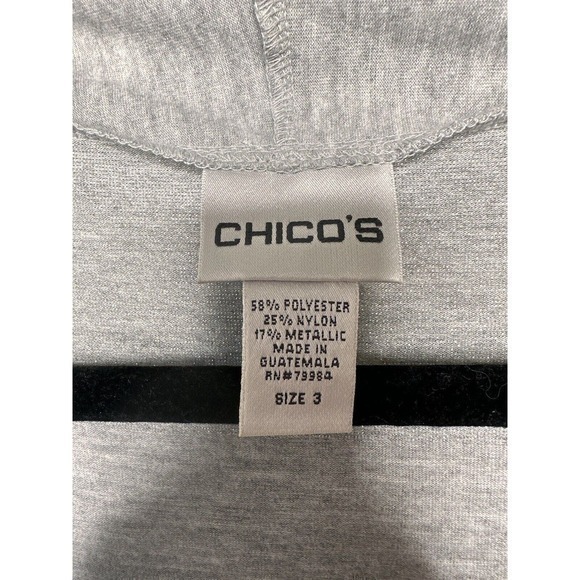 CHICO'S
58% POLYESTER
25% NYLON
17% METALLIC
MADE IN
GUATEMALA
RN#79984
SIZE 3